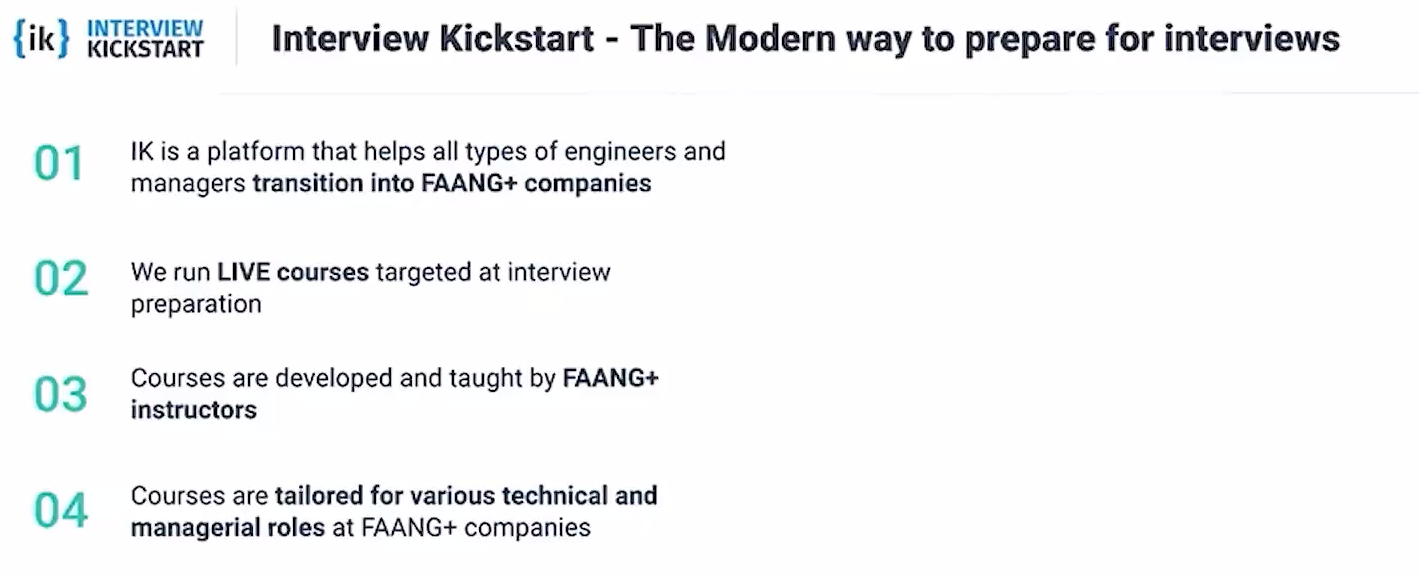 {ik} INTERVIEW
KICKSTART
Interview Kickstart - The Modern way to prepare for interviews
01
IK is a platform that helps all types of engineers and
managers transition into FAANG+ companies
02
We run LIVE courses targeted at interview
preparation
03
Courses are developed and taught by FAANG+
instructors
04
Courses are tailored for various technical and
managerial roles at FAANG+ companies